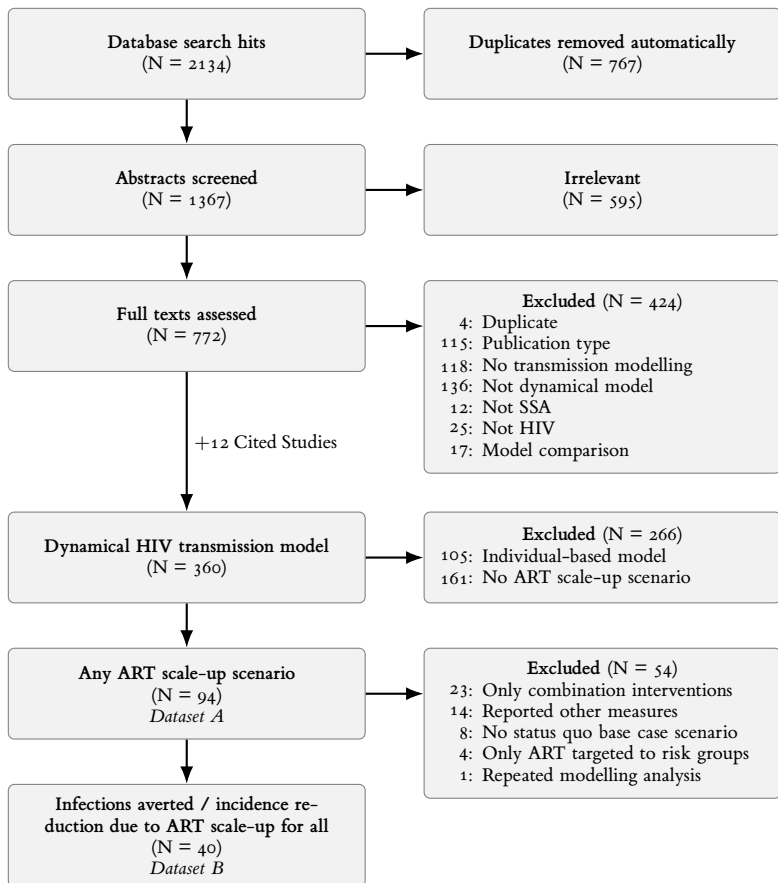 Database search hits
(N = 2134)
Duplicates removed automatically
(N = 767)
Abstracts screened
(N = 1367)
Irrelevant
(N = 595)
Full texts assessed
(N = 772)
Excluded (N = 424)
4: Duplicate
115: Publication type
118: No transmission modelling
136: Not dynamical model
12: Not SSA
25: Not HIV
17: Model comparison
+12 Cited Studies
Dynamical HIV transmission model
(N = 360)
Excluded (N = 266)
105: Individual-based model
161: No ART scale-up scenario
Any ART scale-up scenario
(N = 94)
Dataset A
Excluded (N = 54)
23: Only combination interventions
14: Reported other measures
8: No status quo base case scenario
4: Only ART targeted to risk groups
1: Repeated modelling analysis
Infections averted / incidence re-
duction due to ART scale-up for all
(N = 40)
Dataset B